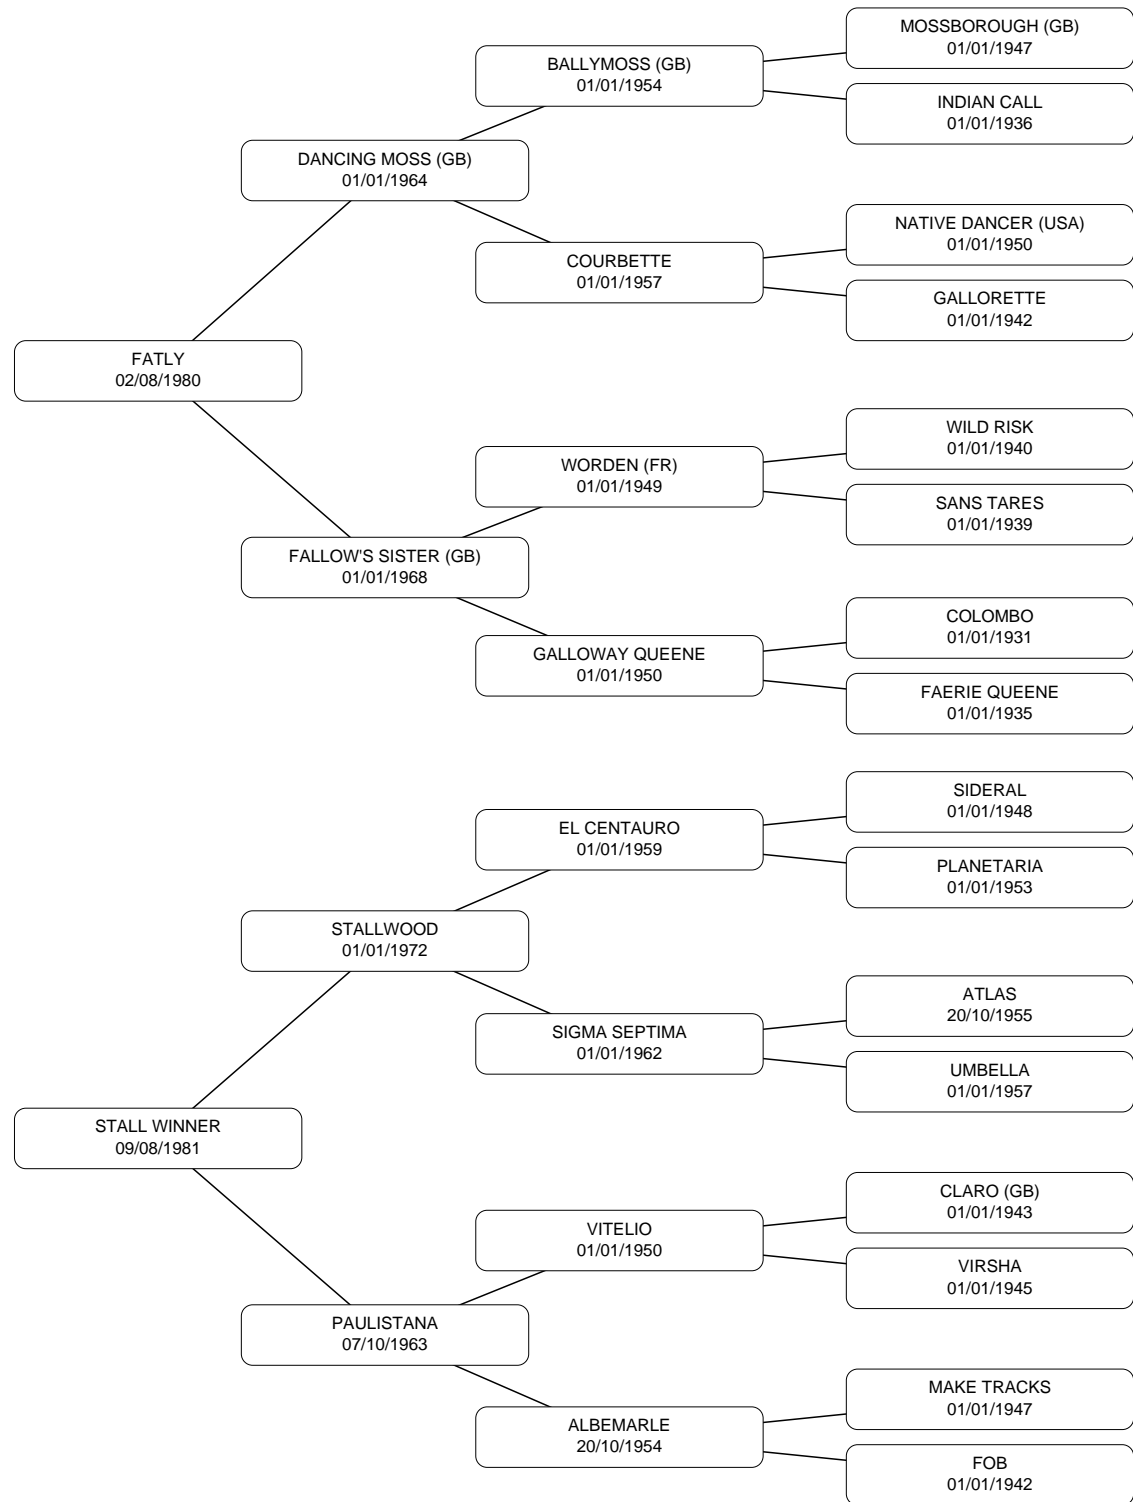 MOSSBOROUGH (GB)
01/01/1947
BALLYMOSS (GB)
01/01/1954
INDIAN CALL
01/01/1936
DANCING MOSS (GB)
01/01/1964
NATIVE DANCER (USA)
01/01/1950
COURBETTE
01/01/1957
GALLORETTE
01/01/1942
FATLY
02/08/1980
WILD RISK
01/01/1940
WORDEN (FR)
01/01/1949
SANS TARES
01/01/1939
FALLOW'S SISTER (GB)
01/01/1968
COLOMBO
01/01/1931
GALLOWAY QUEENE
01/01/1950
FAERIE QUEENE
01/01/1935
SIDERAL
01/01/1948
EL CENTAURO
01/01/1959
PLANETARIA
01/01/1953
STALLWOOD
01/01/1972
ATLAS
20/10/1955
SIGMA SEPTIMA
01/01/1962
UMBELLA
01/01/1957
STALL WINNER
09/08/1981
CLARO (GB)
01/01/1943
VITELIO
01/01/1950
VIRSHA
01/01/1945
PAULISTANA
07/10/1963
MAKE TRACKS
01/01/1947
ALBEMARLE
20/10/1954
FOB
01/01/1942